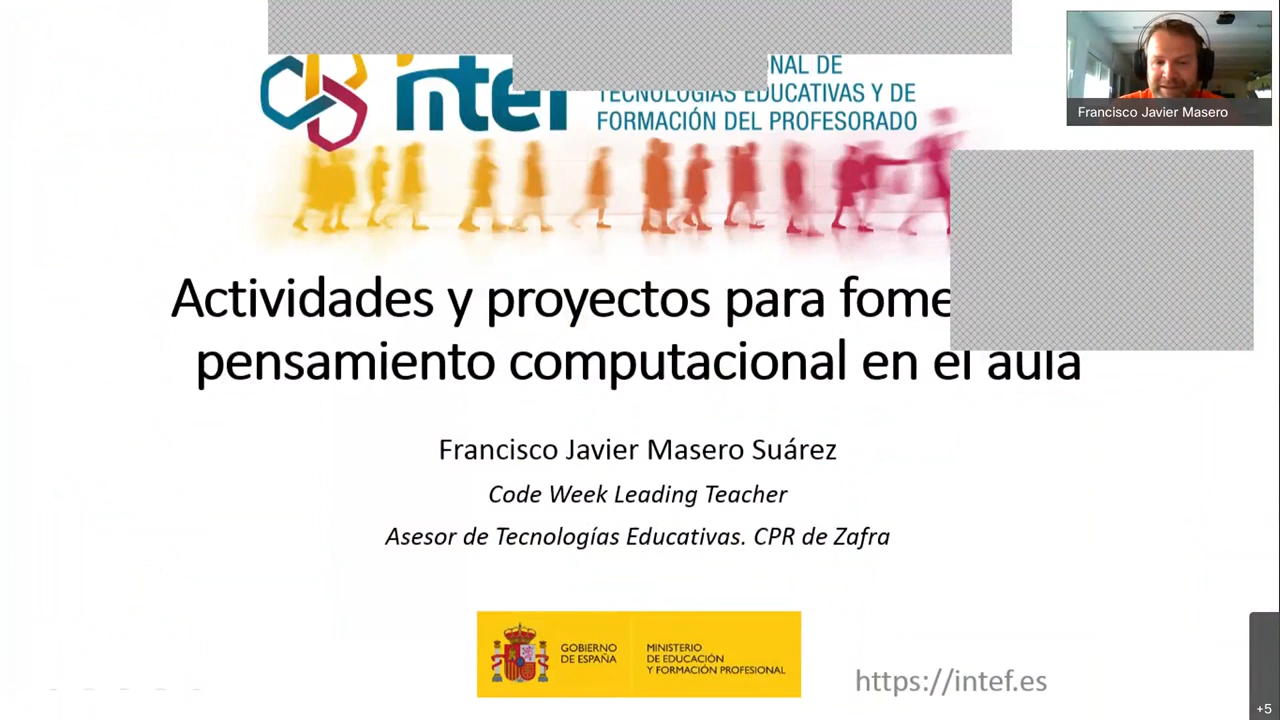 intef
NAL DE
TECNOLOGÍAS EDUCATIVAS Y DE
FORMACIÓN DEL PROFESORADO
Francisco Javier Masero
Actividades y proyectos para
pensamiento computacional en el aula
Francisco Javier Masero Suárez
Code Week Leading Teacher
Asesor de Tecnologías Educativas. CPR de Zafra
GOBIERNO
DE ESPAÑA
MINISTERIO
DE EDUCACIÓN
Y FORMACIÓN PROFESIONAL
https://intef.es
+5